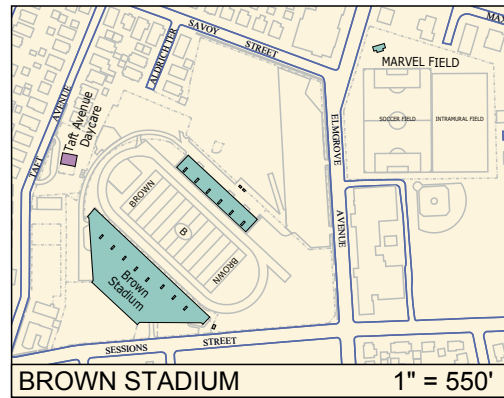 SAVOY
STREET
MAX
ALDRICH TER
MARVEL FIELD
TAFT
AVENUE
Taft Avenue
Daycare
ELMGROVE
AVENUE
SOCCER FIELD
INTRAMURAL FIELD
BROWN
B
BROWN
Brown
Stadium
SESSIONS
STREET
BROWN STADIUM
1" = 550'